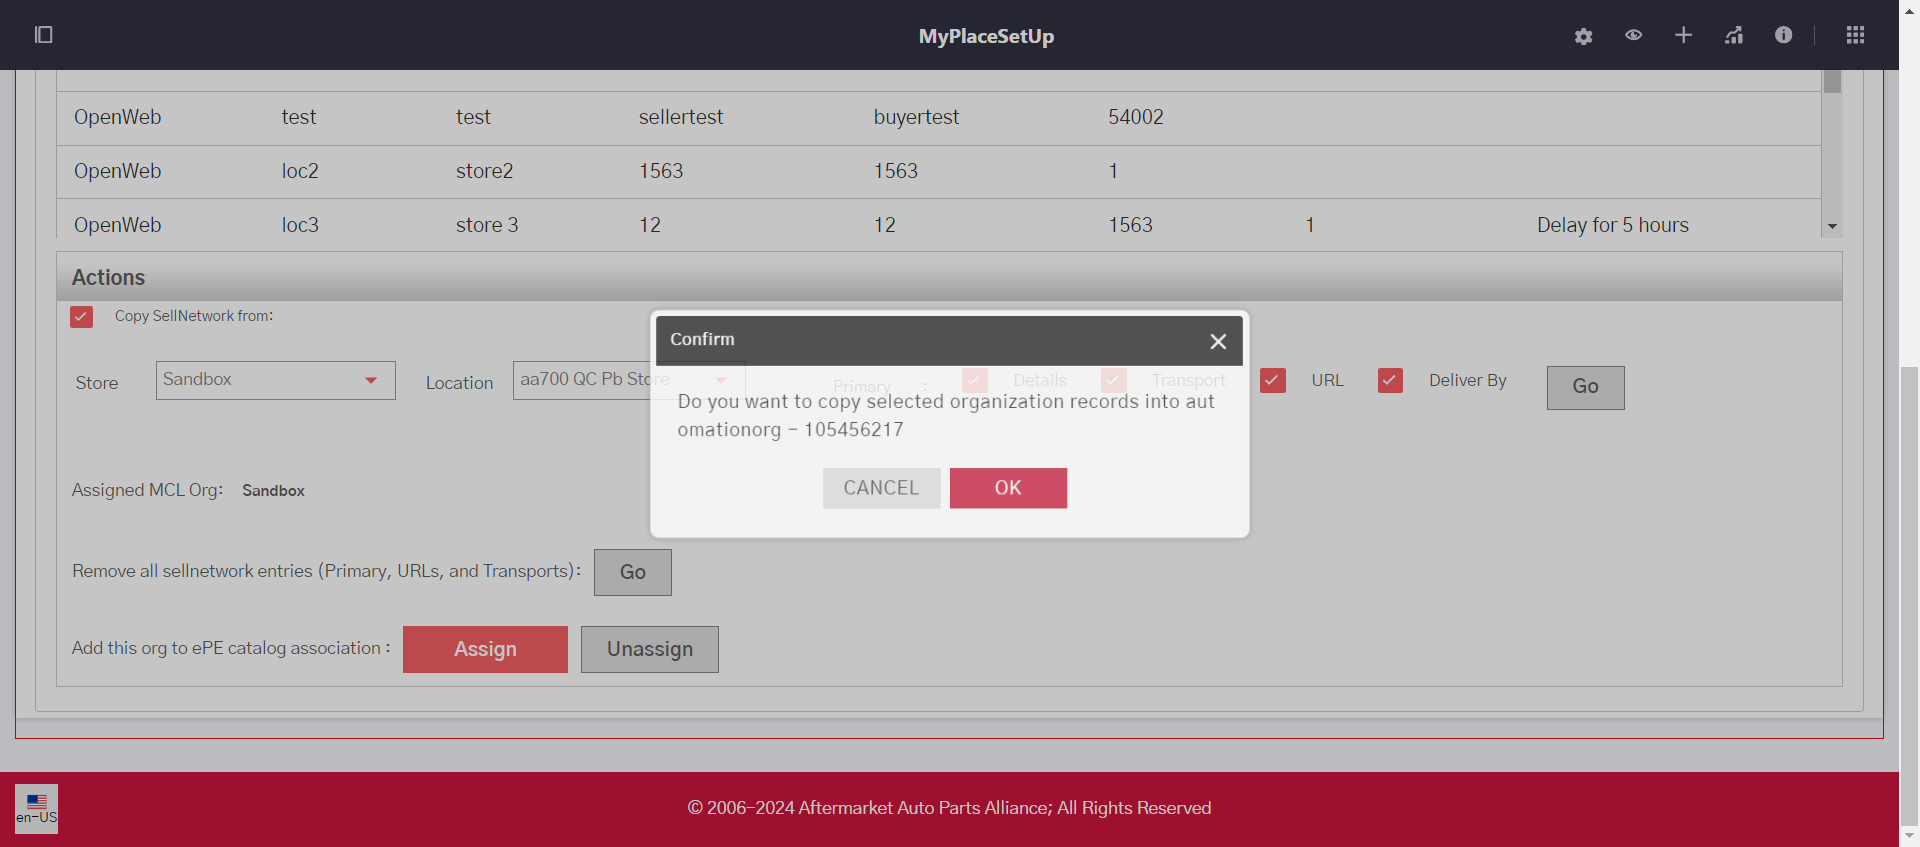 MyPlaceSetUp
OpenWeb test test sellertest buyertest 54002
OpenWeb loc2 store2 1563 1563 1
OpenWeb loc3 store 3 12 12 1563 1 Delay for 5 hours
Actions
Copy SellNetwork from:
Confirm
Store Sandbox Location aa700 QC Pb Store Primary : Details Transport URL Deliver By Go
Do you want to copy selected organization records into aut
omationorg - 105456217
CANCEL OK
Assigned MCL Org: Sandbox
Remove all sellnetwork entries (Primary, URLs, and Transports): Go
Add this org to ePE catalog association : Assign Unassign
en-US
© 2006-2024 Aftermarket Auto Parts Alliance; All Rights Reserved